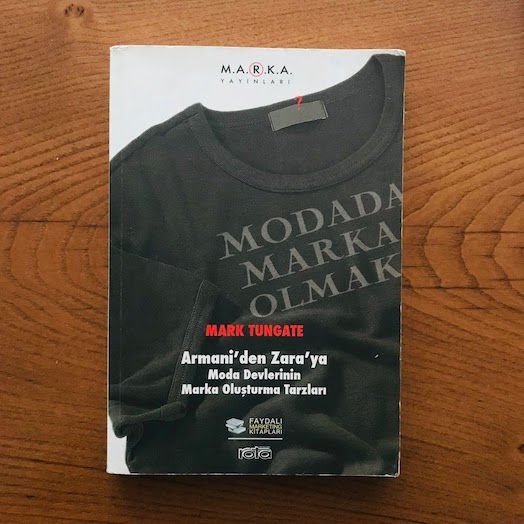 M.A.R.K.A.
YAYINLARI
?
MODADA
MARKA
OLMAK
MARK TUNGATE
Armani'den Zara'ya
Moda Devlerinin
Marka Oluşturma Tarzları
FAYDALI
MARKETING
KİTAPLARI
rota